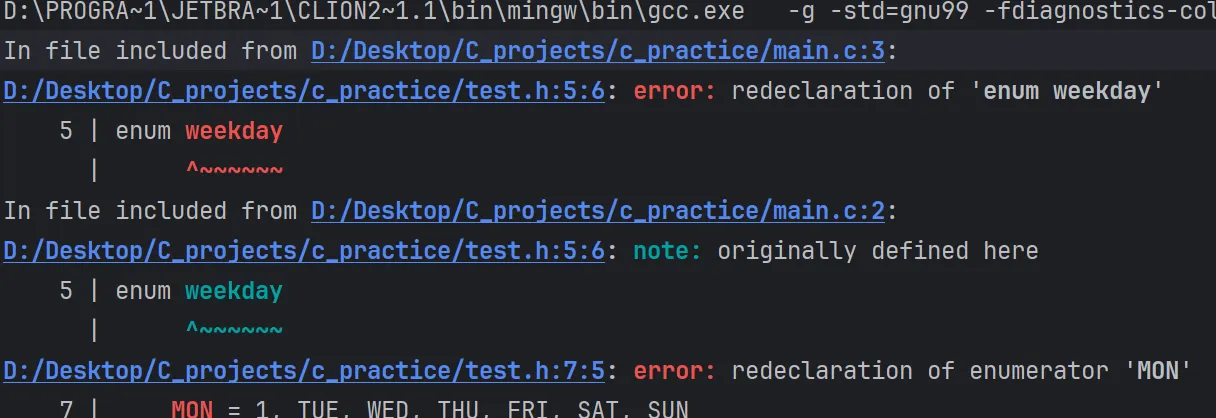 D:\PROGRA~1\JETBRA~1\CLION2~1.1\bin\mingw\bin\gcc.exe   -g -std=gnu99 -fdiagnostics-col
In file included from D:/Desktop/C_projects/c_practice/main.c:3:
D:/Desktop/C_projects/c_practice/test.h:5:6: error: redeclaration of 'enum weekday'
    5 | enum weekday
      |      ^~~~~~~
In file included from D:/Desktop/C_projects/c_practice/main.c:2:
D:/Desktop/C_projects/c_practice/test.h:5:6: note: originally defined here
    5 | enum weekday
      |      ^~~~~~~
D:/Desktop/C_projects/c_practice/test.h:7:5: error: redeclaration of enumerator 'MON'
    7 |     MON = 1, TUE, WED, THU, FRI, SAT, SUN